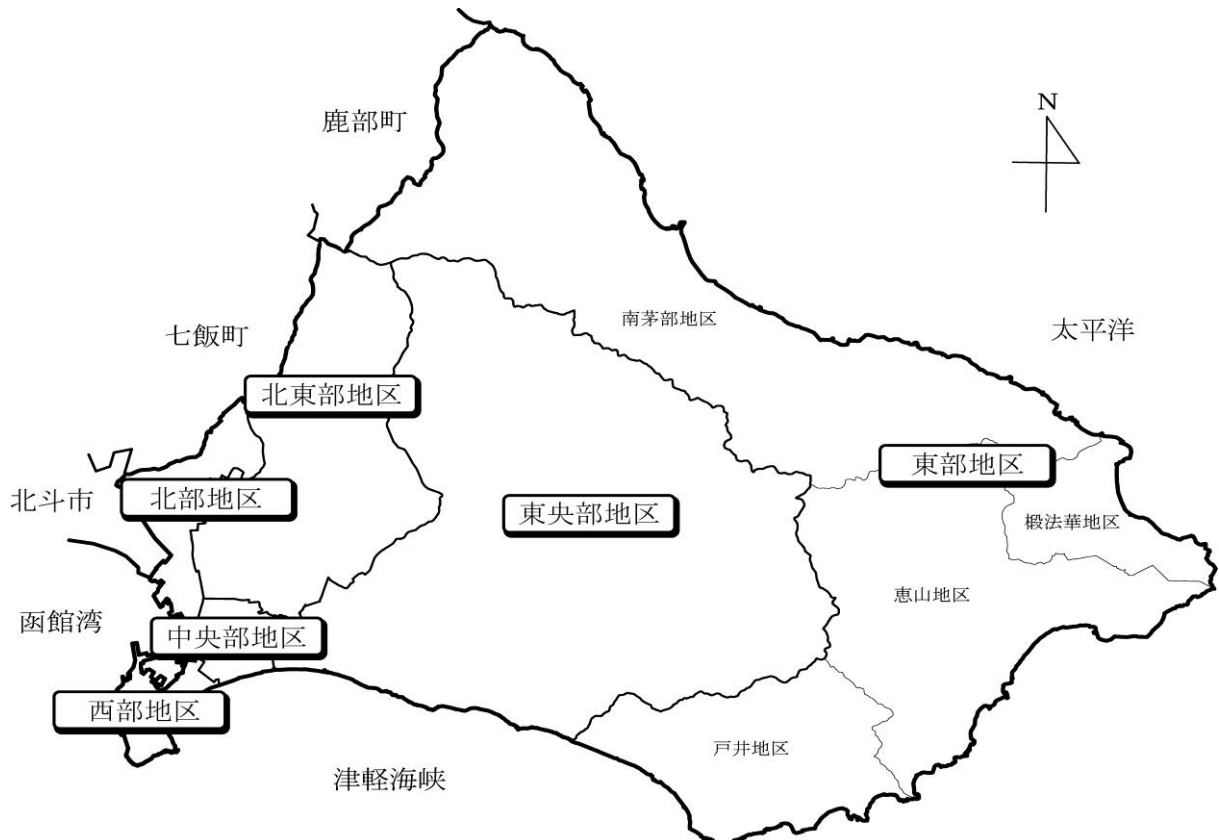 N
鹿部町
南茅部地区
太平洋
七飯町
北東部地区
東部地区
北斗市
北部地区
東央部地区
椴法華地区
恵山地区
函館湾
中央部地区
西部地区
戸井地区
津軽海峡